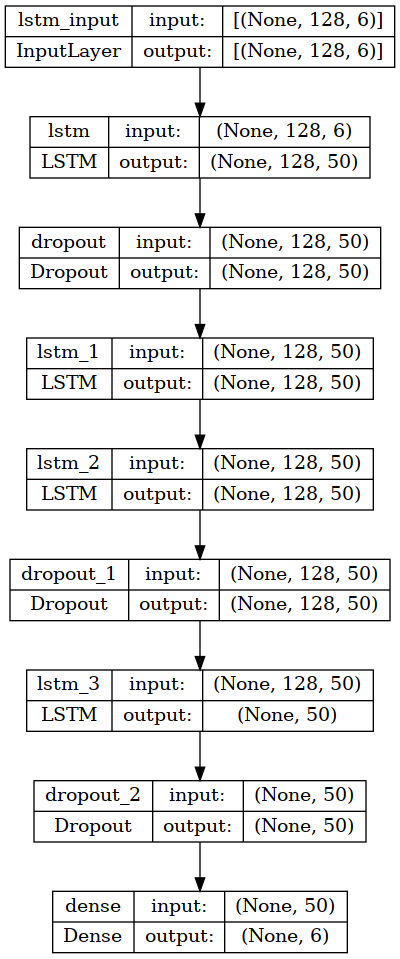 lstm_input input: [(None, 128, 6)]
InputLayer output: [(None, 128, 6)]
lstm input: (None, 128, 6)
LSTM output: (None, 128, 50)
dropout input: (None, 128, 50)
Dropout output: (None, 128, 50)
lstm_1 input: (None, 128, 50)
LSTM output: (None, 128, 50)
lstm_2 input: (None, 128, 50)
LSTM output: (None, 128, 50)
dropout_1 input: (None, 128, 50)
Dropout output: (None, 128, 50)
lstm_3 input: (None, 128, 50)
LSTM output: (None, 50)
dropout_2 input: (None, 50)
Dropout output: (None, 50)
dense input: (None, 50)
Dense output: (None, 6)